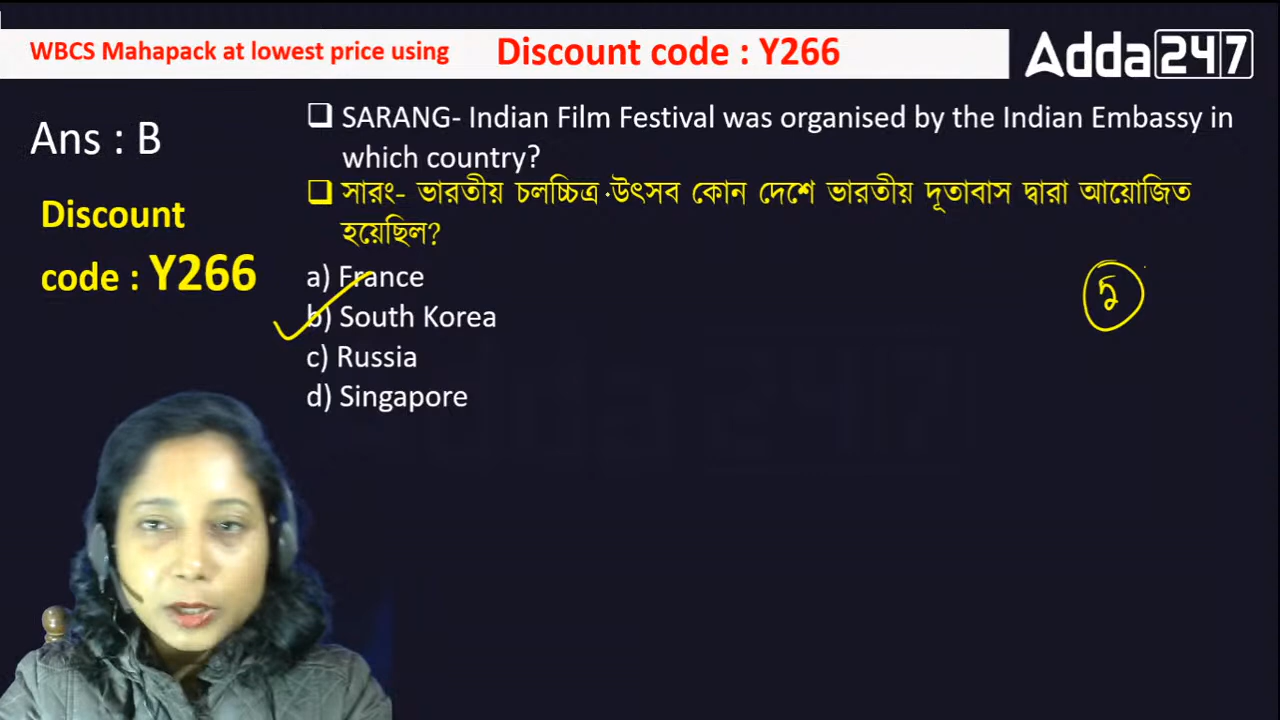 WBCS Mahapack at lowest price using Discount code : Y266
Adda247
Ans : B
Discount
code : Y266
SARANG- Indian Film Festival was organised by the Indian Embassy in
which country?
সারং- ভারতীয় চলচ্চিত্র উৎসব কোন দেশে ভারতীয় দূতাবাস দ্বারা আয়োজিত
হয়েছিল?
a) France
b) South Korea
c) Russia
d) Singapore